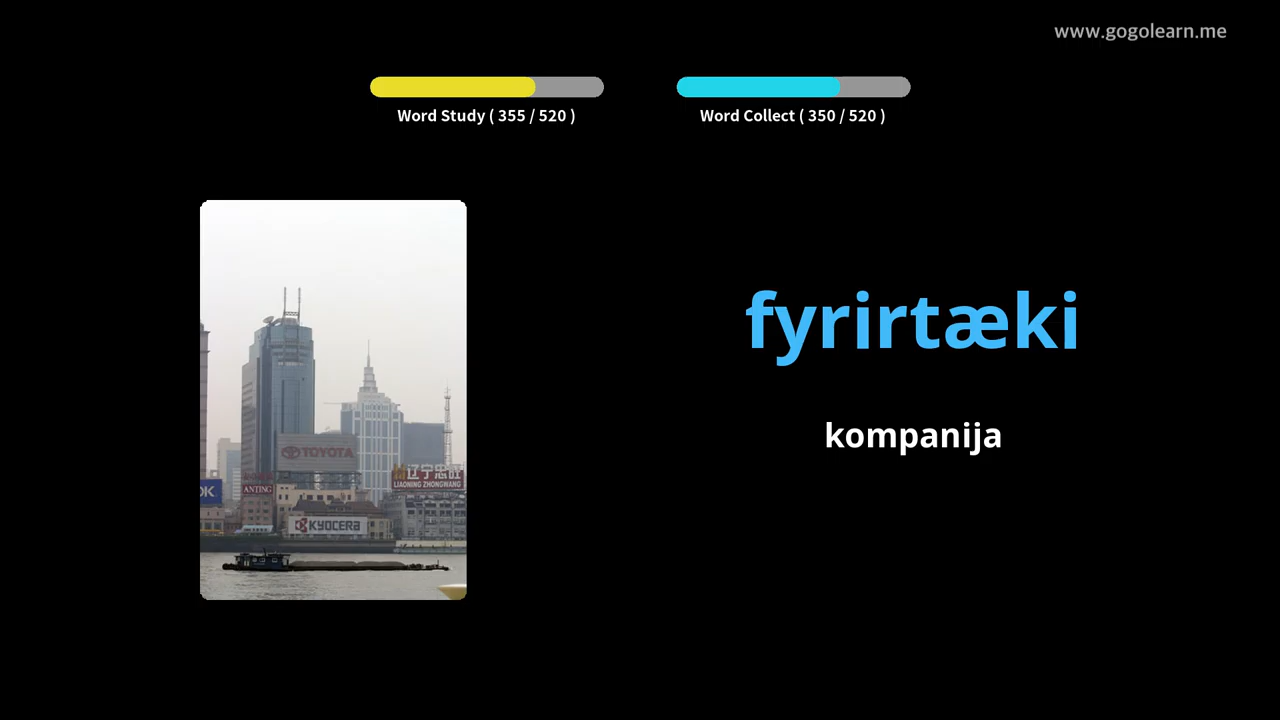 www.gogolearn.me
Word Study ( 355 / 520 )
Word Collect ( 350 / 520 )
fyrirtæki
kompanija
TOYOTA
辽宁忠旺
LIAONING ZHONGWANG
OK
ANTING
KYOCERA